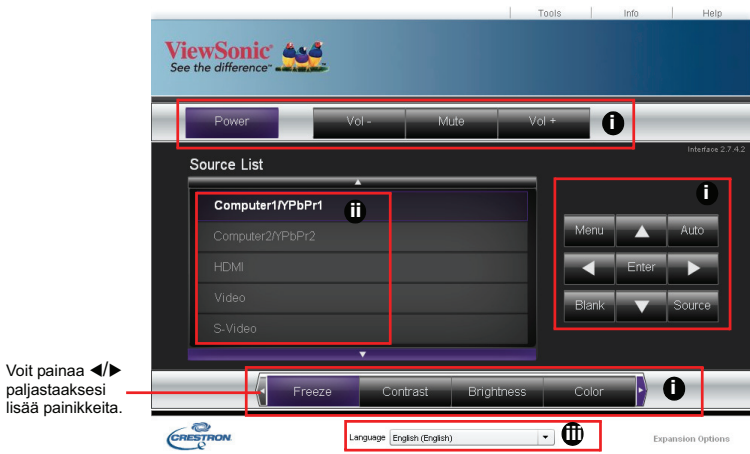 Tools Info Help
ViewSonic®
See the difference™
Power Vol - Mute Vol + i
Interface 2.7.4.2
Source List
i
Computer1/YPbPr1
ii
Computer2/YPbPr2
HDMI
Video
S-Video
Menu Auto
Enter
Blank Source
Voit painaa ◀/▶
paljastaaksesi
lisää painikkeita.
Freeze Contrast Brightness Color i
CRESTRON
Language English (English) iii
Expansion Options